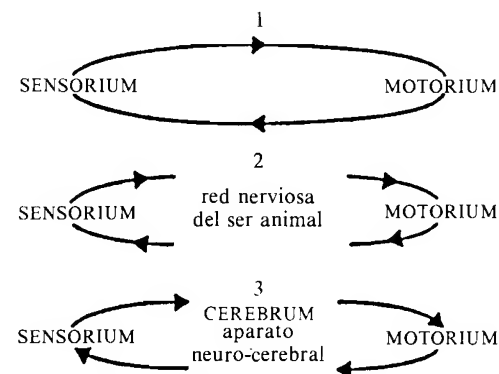 1
SENSORIUM MOTORIUM
2
red nerviosa
SENSORIUM del ser animal MOTORIUM
3
CEREBRUM
SENSORIUM aparato MOTORIUM
neuro-cerebral